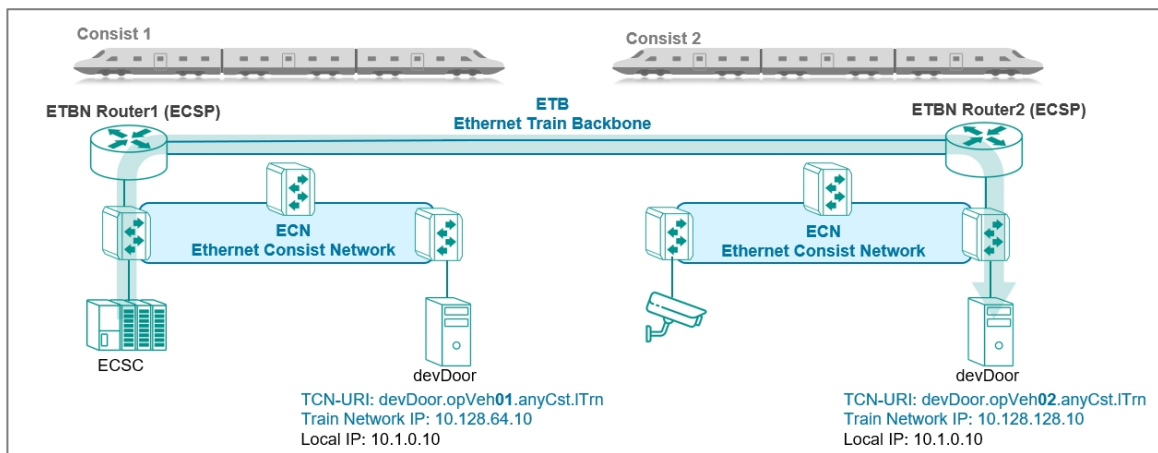 Consist 1
Consist 2
ETBN Router1 (ECSP)
ETB
Ethernet Train Backbone
ETBN Router2 (ECSP)
ECN
Ethernet Consist Network
ECN
Ethernet Consist Network
ECSC
devDoor
TCN-URI: devDoor.opVeh01.anyCst.lTrn
Train Network IP: 10.128.64.10
Local IP: 10.1.0.10
devDoor
TCN-URI: devDoor.opVeh02.anyCst.lTrn
Train Network IP: 10.128.128.10
Local IP: 10.1.0.10